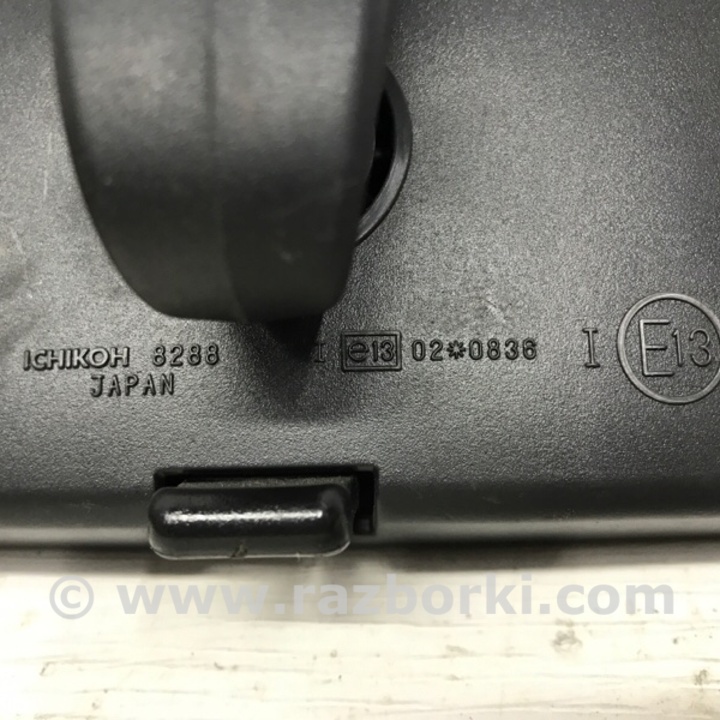 ICHIKOH 8288 I e13 02*0836 I E13
JAPAN
© www.razborki.com